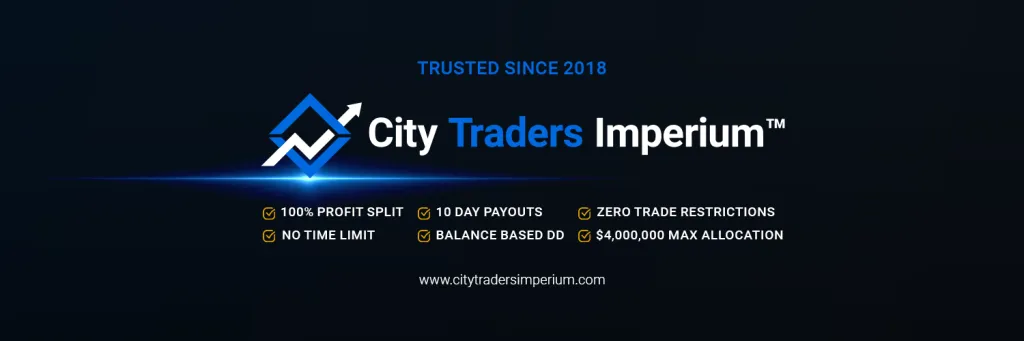 TRUSTED SINCE 2018
City Traders Imperium™
100% PROFIT SPLIT 10 DAY PAYOUTS ZERO TRADE RESTRICTIONS
NO TIME LIMIT BALANCE BASED DD $4,000,000 MAX ALLOCATION
www.citytradersimperium.com